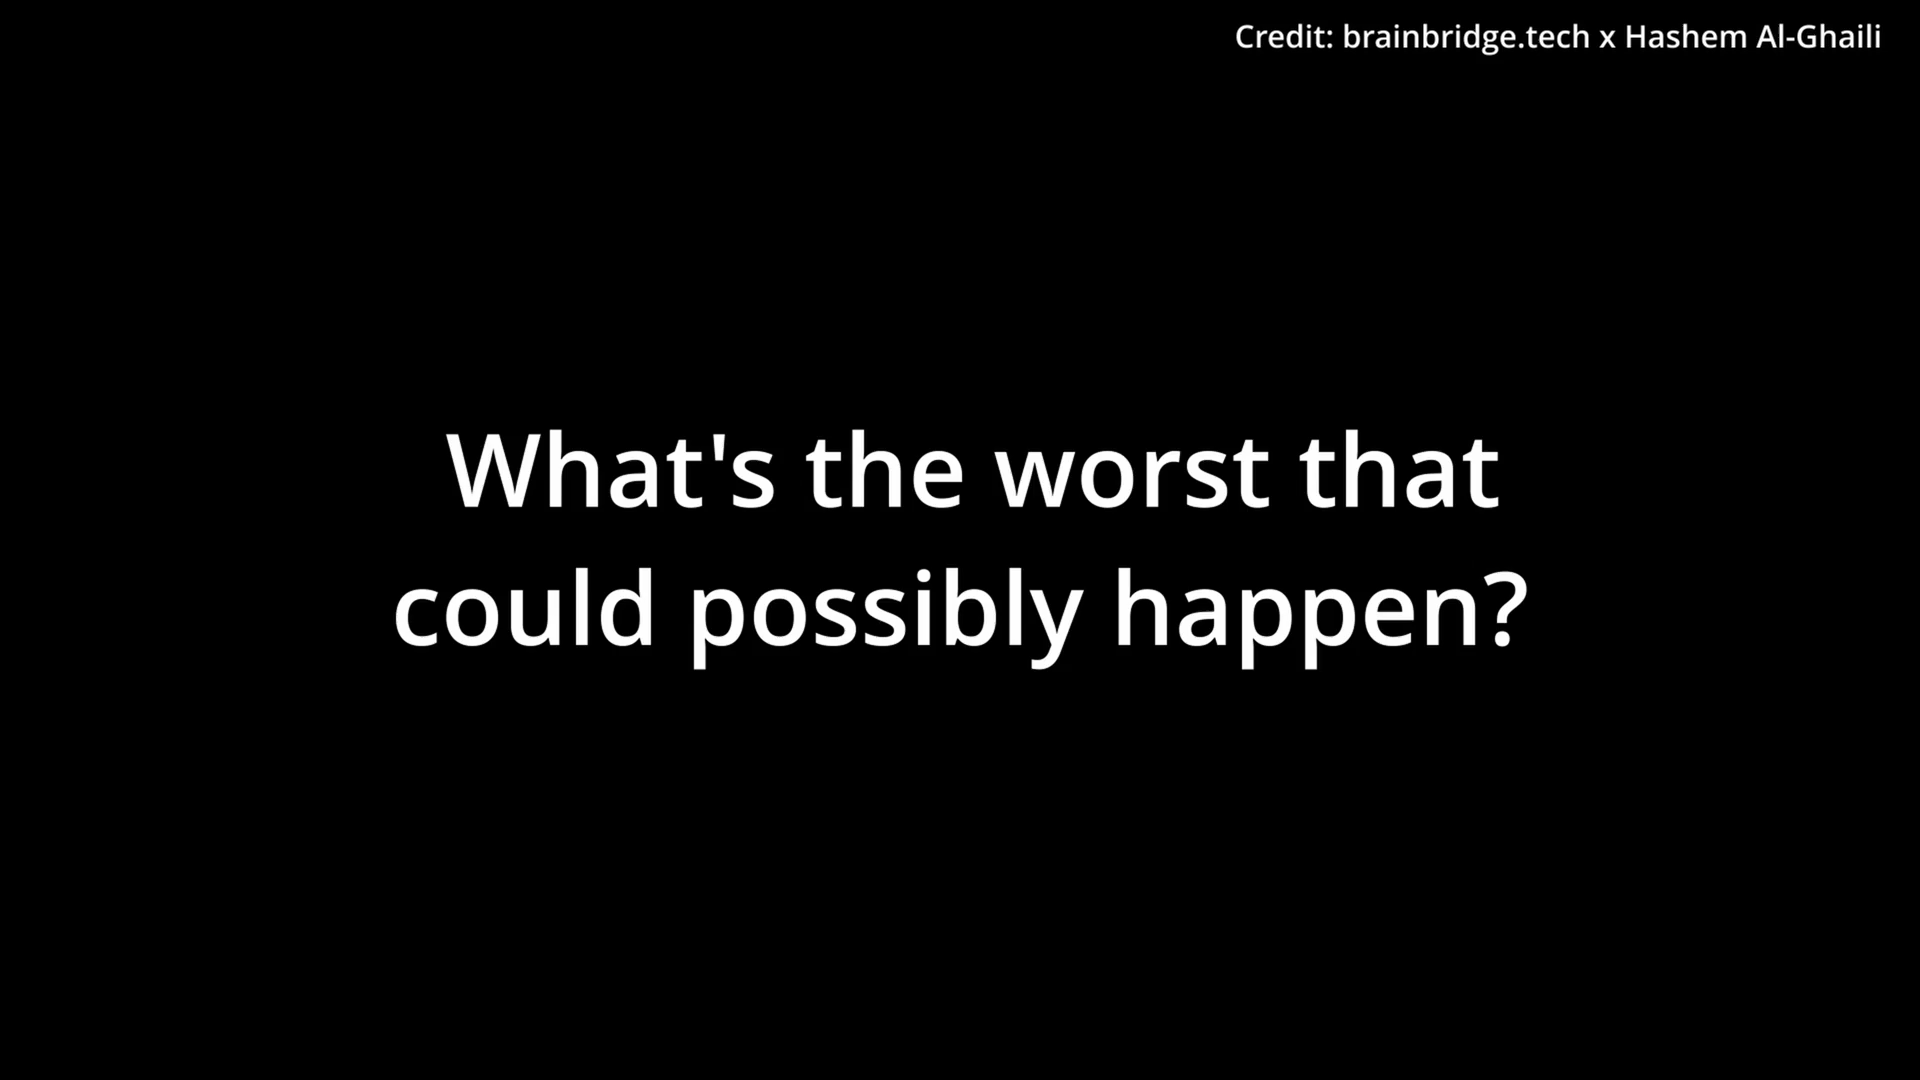 Credit: brainbridge.tech x Hashem Al-Ghaili
What's the worst that
could possibly happen?